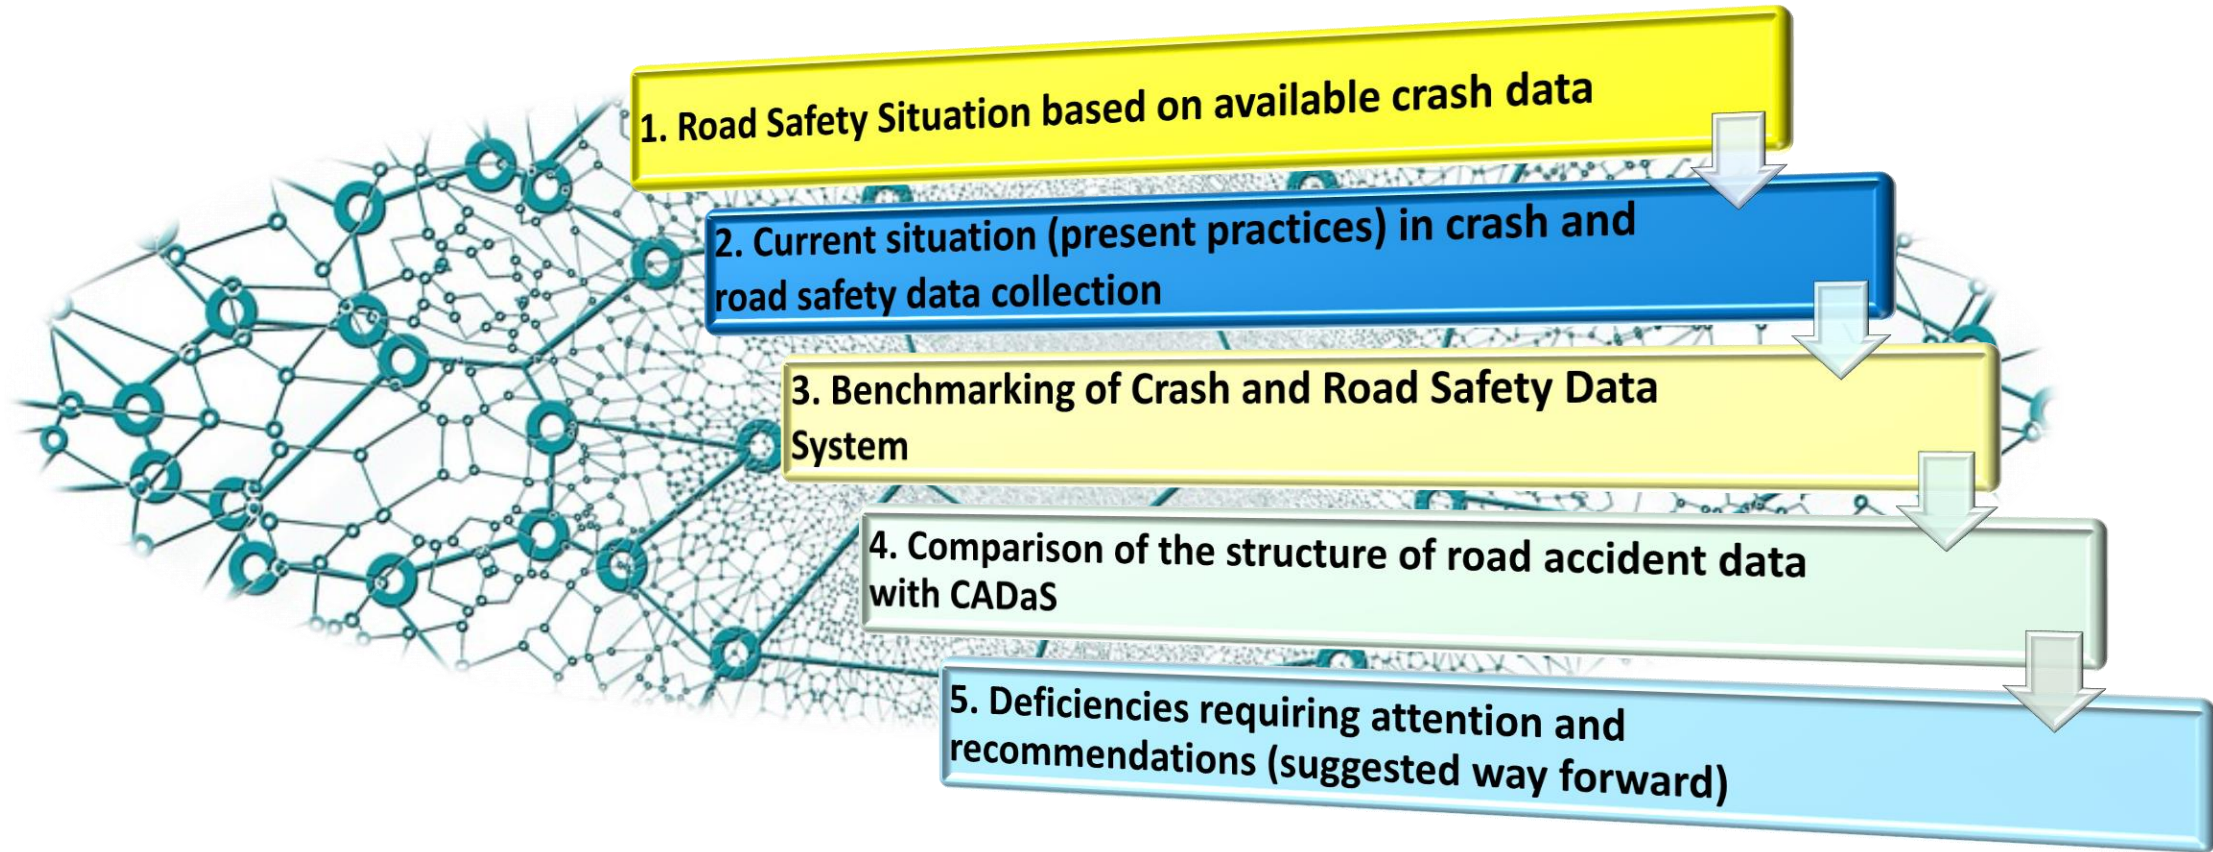 1. Road Safety Situation based on available crash data
2. Current situation (present practices) in crash and
road safety data collection
3. Benchmarking of Crash and Road Safety Data
System
4. Comparison of the structure of road accident data
with CADaS
5. Deficiencies requiring attention and
recommendations (suggested way forward)